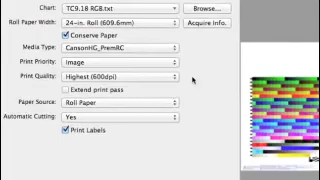 Chart: TC9.18 RGB.txt Browse...
Roll Paper Width: 24-in. Roll (609.6mm) Acquire Info.
Conserve Paper
Media Type: CansonHG_PremRC
Print Priority: Image
Print Quality: Highest (600dpi)
Extend print pass
Paper Source: Roll Paper
Automatic Cutting: Yes
Print Labels